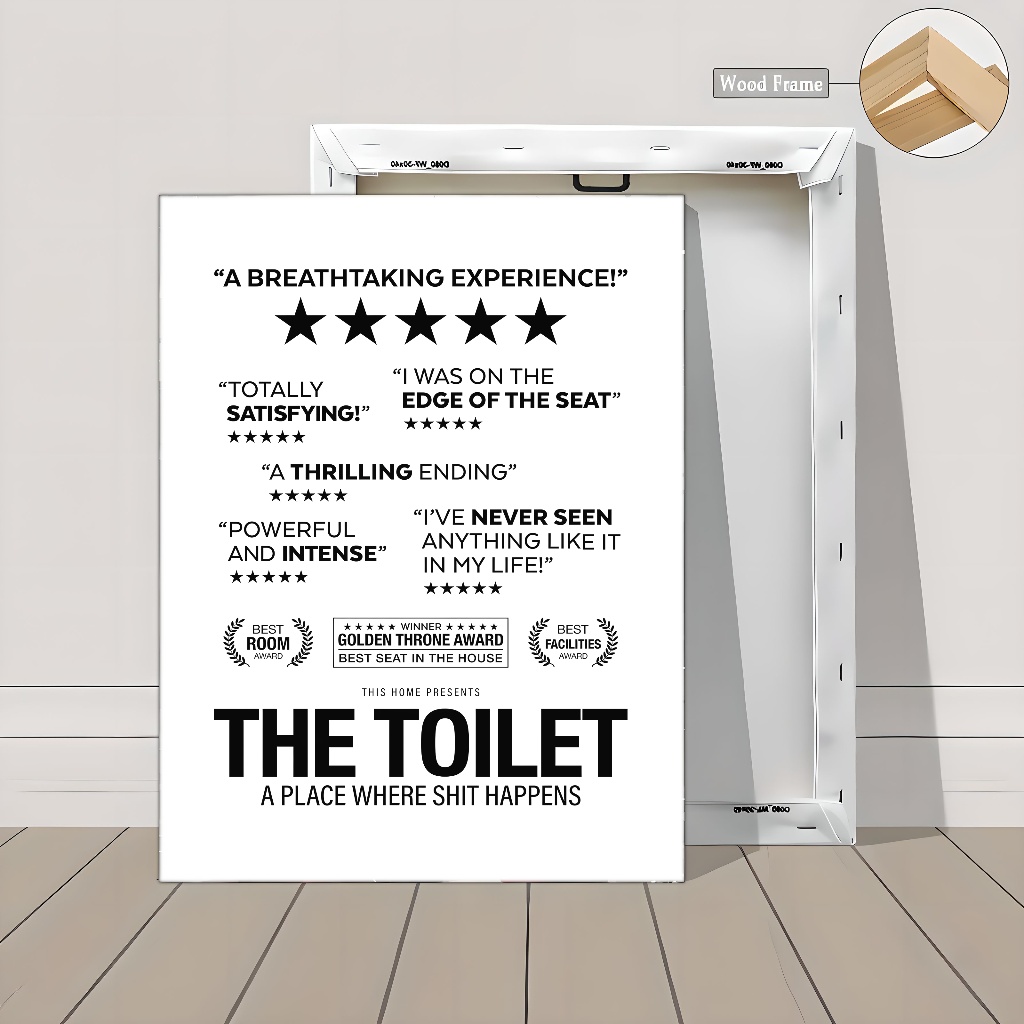 Wood Frame
“A BREATHTAKING EXPERIENCE!”
★★★★★
“TOTALLY
SATISFYING!”
★★★★★
“I WAS ON THE
EDGE OF THE SEAT”
★★★★★
“A THRILLING ENDING”
★★★★★
“POWERFUL
AND INTENSE”
★★★★★
“I’VE NEVER SEEN
ANYTHING LIKE IT
IN MY LIFE!”
★★★★★
BEST
ROOM
AWARD
★★★★★ WINNER ★★★★★
GOLDEN THRONE AWARD
BEST SEAT IN THE HOUSE
BEST
FACILITIES
AWARD
THIS HOME PRESENTS
THE TOILET
A PLACE WHERE SHIT HAPPENS